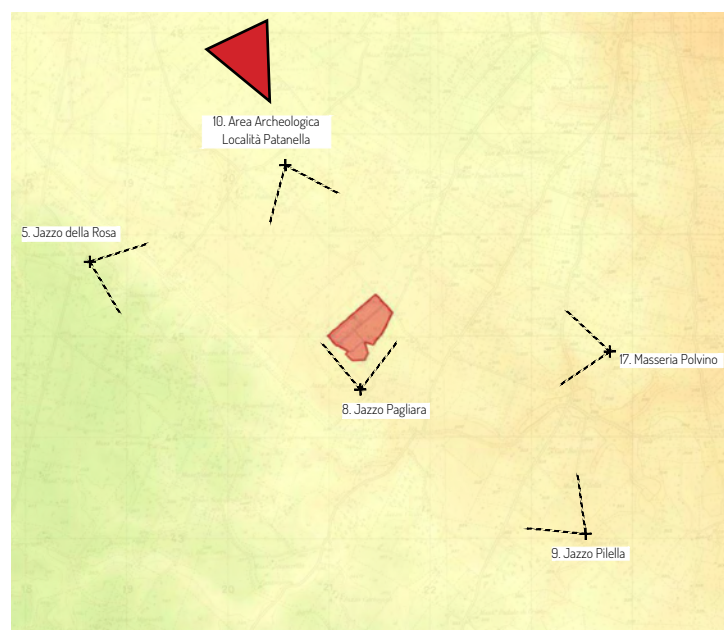 10. Area Archeologica
Località Patanella
5. Jazzo della Rosa
17. Masseria Polvino
8. Jazzo Pagliara
9. Jazzo Pilella